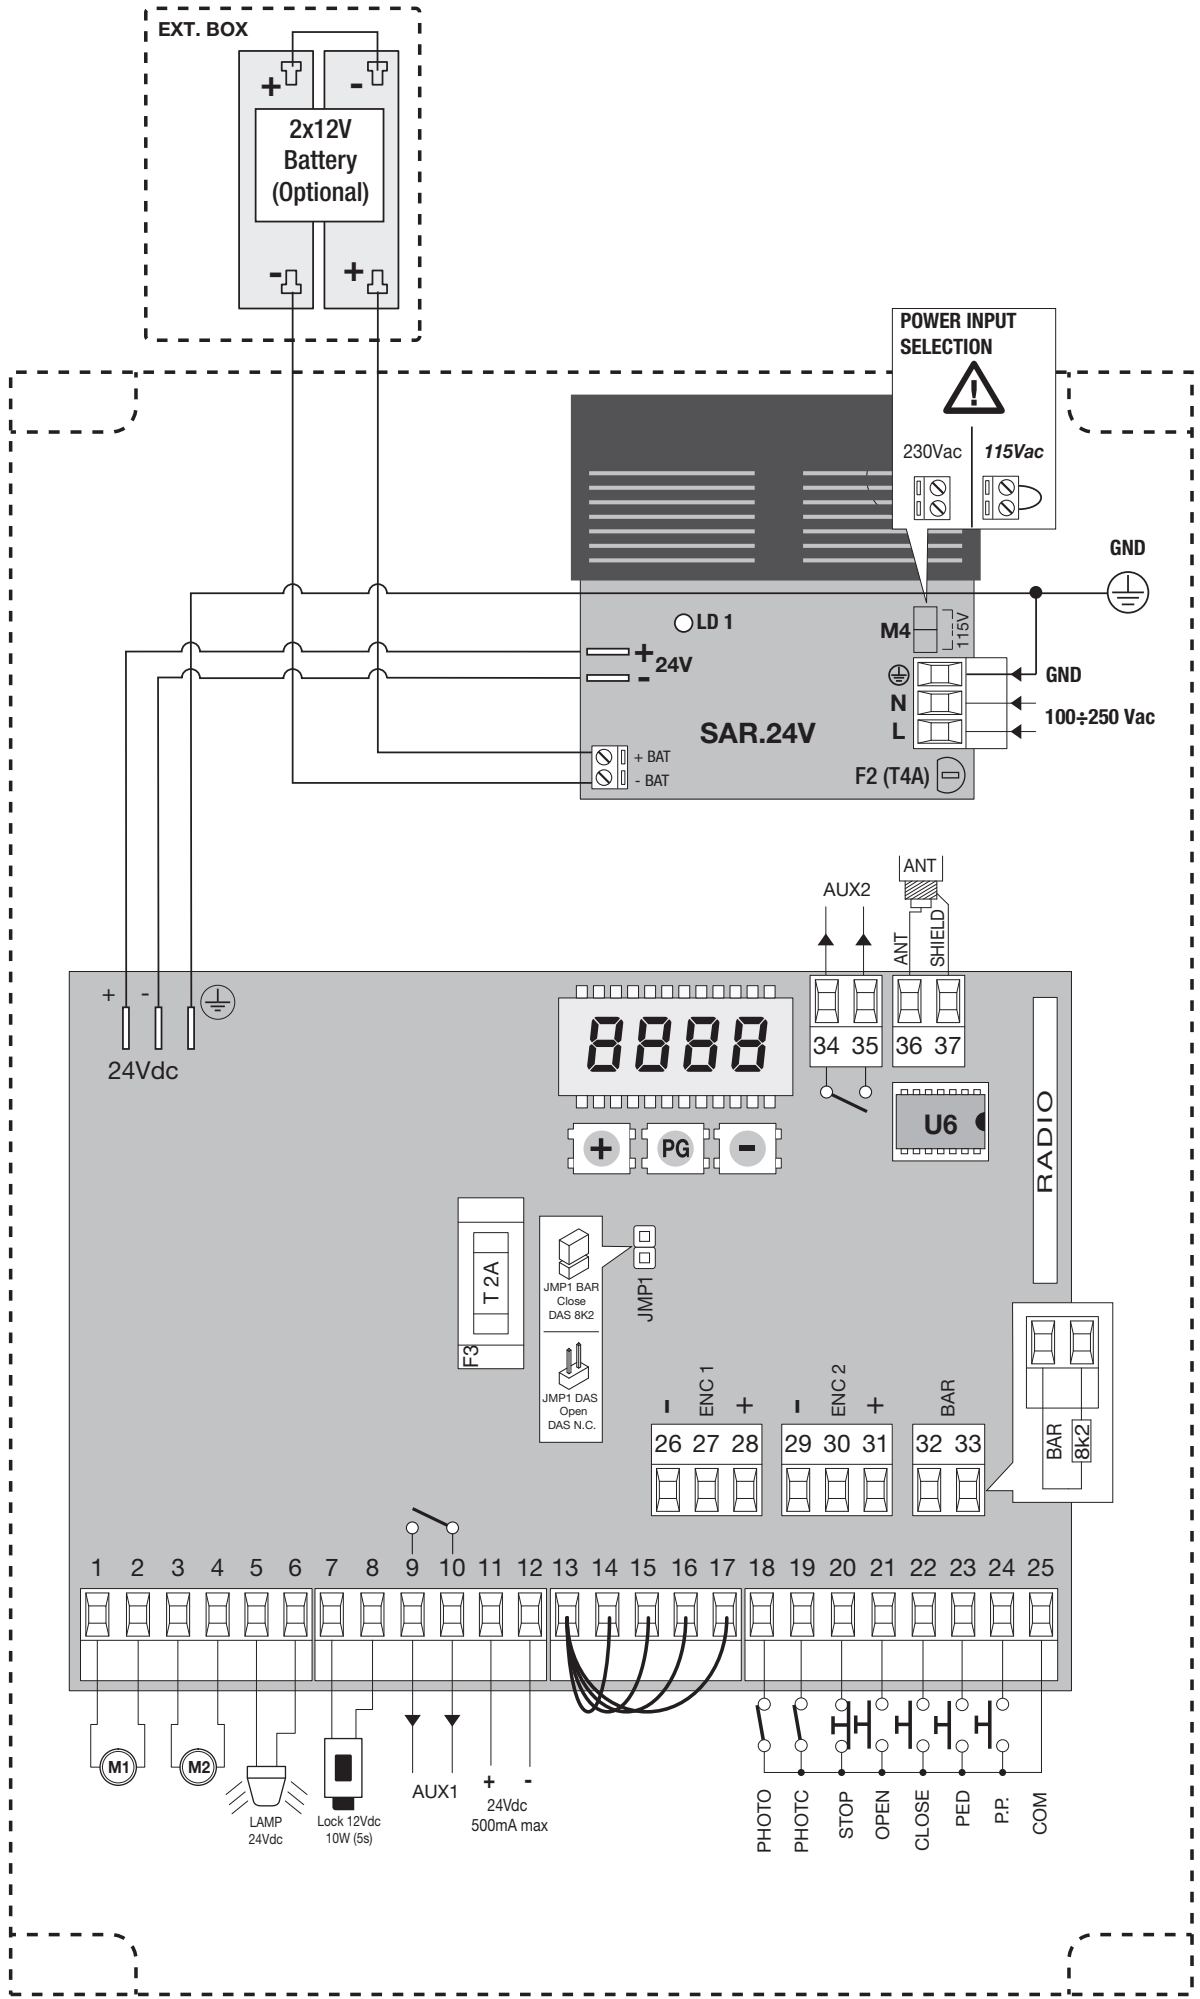 EXT. BOX
+ -
2x12V
Battery
(Optional)
- +
POWER INPUT
SELECTION
!
230Vac 115Vac
GND
LD 1
M4
115V
+
24V
-
GND
N
100÷250 Vac
L
SAR.24V
+ BAT
- BAT
F2 (T4A)
ANT
AUX2
ANT
SHIELD
+ -
24Vdc
8888
34 35 36 37
U6
RADIO
+ PG -
T 2A
F3
JMP1 BAR
Close
DAS 8K2
JMP1 DAS
Open
DAS N.C.
JMP1
- ENC 1 +
- ENC 2 +
BAR
26 27 28 29 30 31 32 33
BAR
8k2
1 2 3 4 5 6 7 8 9 10 11 12 13 14 15 16 17 18 19 20 21 22 23 24 25
M1
M2
LAMP
24Vdc
Lock 12Vdc
10W (5s)
AUX1
+ -
24Vdc
500mA max
PHOTO
PHOTC
STOP
OPEN
CLOSE
PED
P.P.
COM